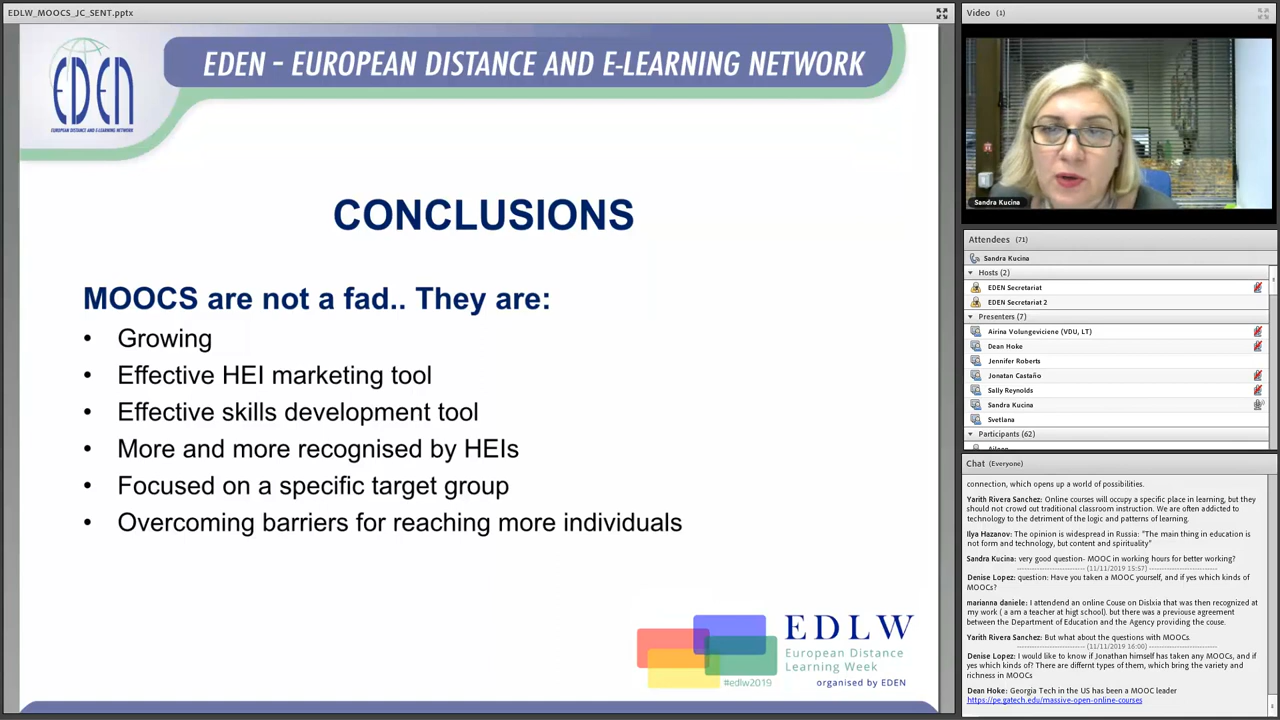 EDLW_MOOCS_JC_SENT.pptx
EDEN
EUROPEAN DISTANCE AND E-LEARNING NETWORK
EDEN - EUROPEAN DISTANCE AND E-LEARNING NETWORK
CONCLUSIONS
MOOCS are not a fad.. They are:
• Growing
• Effective HEI marketing tool
• Effective skills development tool
• More and more recognised by HEIs
• Focused on a specific target group
• Overcoming barriers for reaching more individuals
EDLW
European Distance
Learning Week
#edlw2019
organised by EDEN
Video (1)
Sandra Kucina
Attendees (71)
Sandra Kucina
Hosts (2)
EDEN Secretariat
EDEN Secretariat 2
Presenters (7)
Airina Volungeviciene (VDU, LT)
Dean Hoke
Jennifer Roberts
Jonatan Castaño
Sally Reynolds
Sandra Kucina
Svetlana
Participants (62)
Chat (Everyone)
connection, which opens up a world of possibilities.
Yarith Rivera Sanchez: Online courses will occupy a specific place in learning, but they
should not crowd out traditional classroom instruction. We are often addicted to
technology to the detriment of the logic and patterns of learning.
Ilya Hazanov: The opinion is widespread in Russia: "The main thing in education is
not form and technology, but content and spirituality"
Sandra Kucina: very good question- MOOC in working hours for better working?
(11/11/2019 15:57)
Denise Lopez: question: Have you taken a MOOC yourself, and if yes which kinds of
MOOCs?
marianna daniele: I attendend an online Couse on Dislxia that was then recognized at
my work ( a am a teacher at higt school). but there was a previouse agreement
between the Department of Education and the Agency providing the couse.
Yarith Rivera Sanchez: But what about the questions with MOOCs.
(11/11/2019 16:00)
Denise Lopez: I would like to know if Jonathan himself has taken any MOOCs, and if
yes which kinds of? There are differnt types of them, which bring the variety and
richness in MOOCs
Dean Hoke: Georgia Tech in the US has been a MOOC leader
https://pe.gatech.edu/massive-open-online-courses